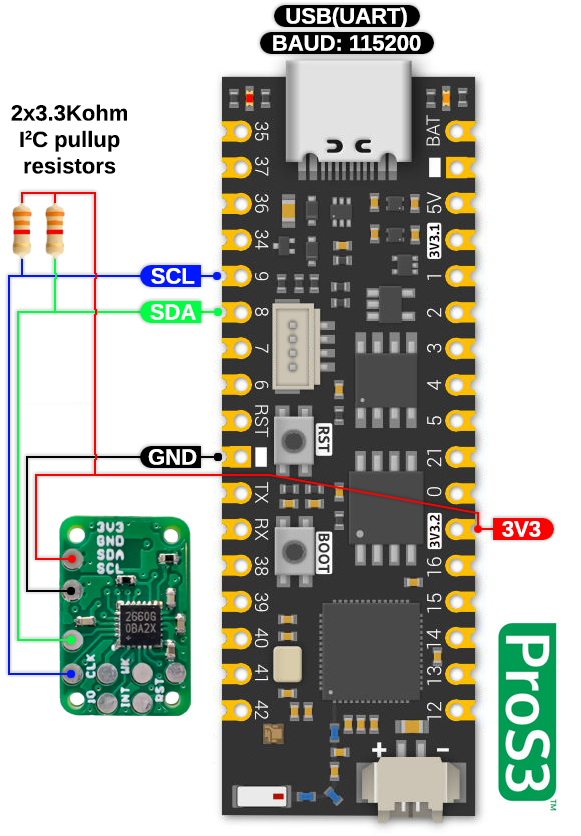 USB(UART)
BAUD: 115200
2x3.3Kohm
I²C pullup
resistors
35
37
36
34
9
8
7
6
RST
TX
RX
38
39
40
41
42
BAT
5V
3V3.1
1
2
3
4
5
21
0
3V3.2
16
15
14
13
12
SCL
SDA
GND
3V3
RST
BOOT
3V3
GND
SDA
SCL
2660G
0BA2X
+
CLK
WK
IO
INT
RST
+ −
ProS3
TM